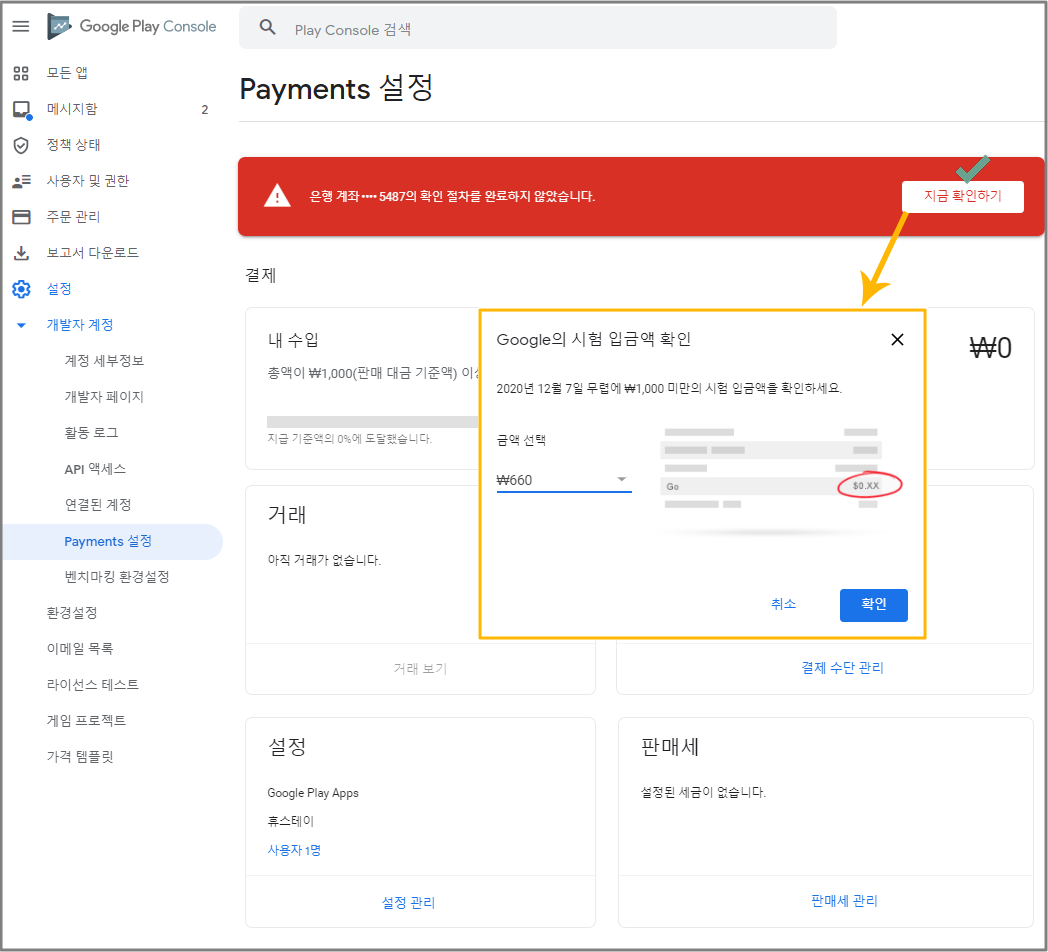 Google Play Console
Play Console 검색
모든 앱
메시지함 2
정책 상태
사용자 및 권한
주문 관리
보고서 다운로드
설정
개발자 계정
계정 세부정보
개발자 페이지
활동 로그
API 액세스
연결된 계정
Payments 설정
벤치마킹 환경설정
환경설정
이메일 목록
라이선스 테스트
게임 프로젝트
가격 템플릿
Payments 설정
은행 계좌 •••• 5487의 확인 절차를 완료하지 않았습니다.
지금 확인하기
결제
내 수입
₩0
총액이 ₩1,000(판매 대금 기준액)
지급 기준액의 0%에 도달했습니다.
Google의 시험 입금액 확인
2020년 12월 7일 무렵에 ₩1,000 미만의 시험 입금액을 확인하세요.
금액 선택
₩660
Go $0.XX
취소 확인
거래
아직 거래가 없습니다.
거래 보기
결제 수단 관리
설정
Google Play Apps
휴스테이
사용자 1명
설정 관리
판매세
설정된 세금이 없습니다.
판매세 관리